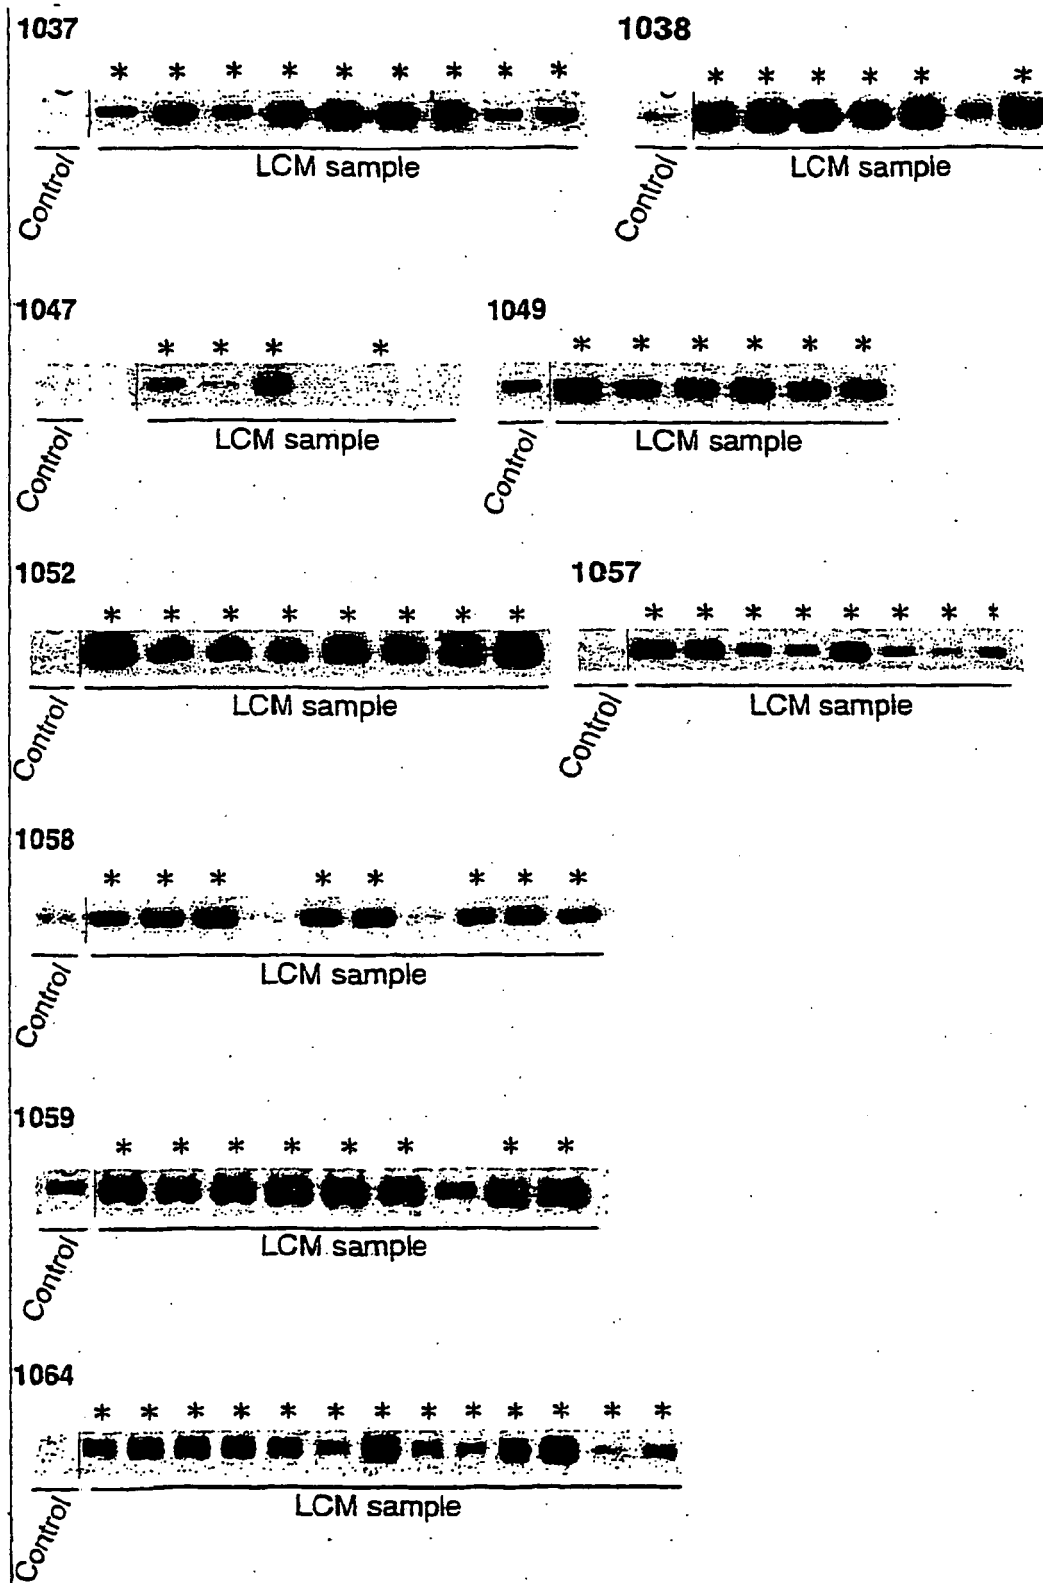 1037
* * * * * * * * *
Control
LCM sample
1038
* * * * * *
Control
LCM sample
1047
* * * *
Control
LCM sample
1049
* * * * * *
Control
LCM sample
1052
* * * * * * * *
Control
LCM sample
1057
* * * * * * * *
Control
LCM sample
1058
* * * * * * * *
Control
LCM sample
1059
* * * * * * * *
Control
LCM sample
1064
* * * * * * * * * * * * *
Control
LCM sample